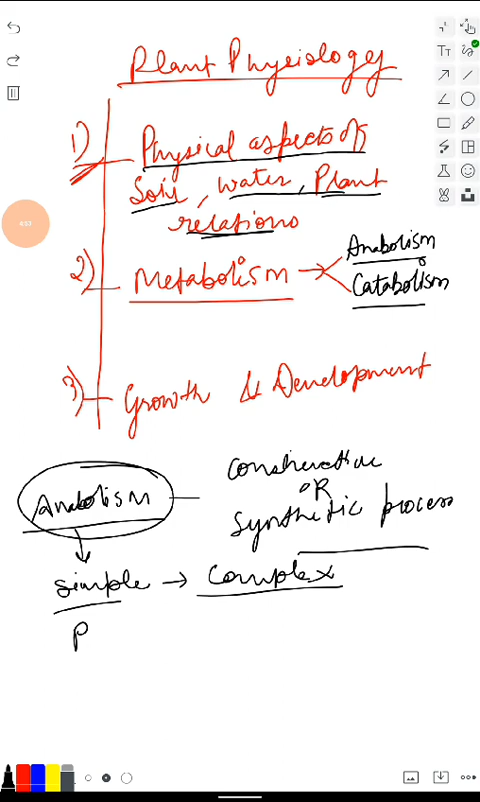 Plant Physiology
1) Physical aspects of
Soil, water, Plant
relations
2) Metabolism → Anabolism
Catabolism
3) Growth & Development
Anabolism — Constructive
OR
Synthetic process
simple → Complex
P